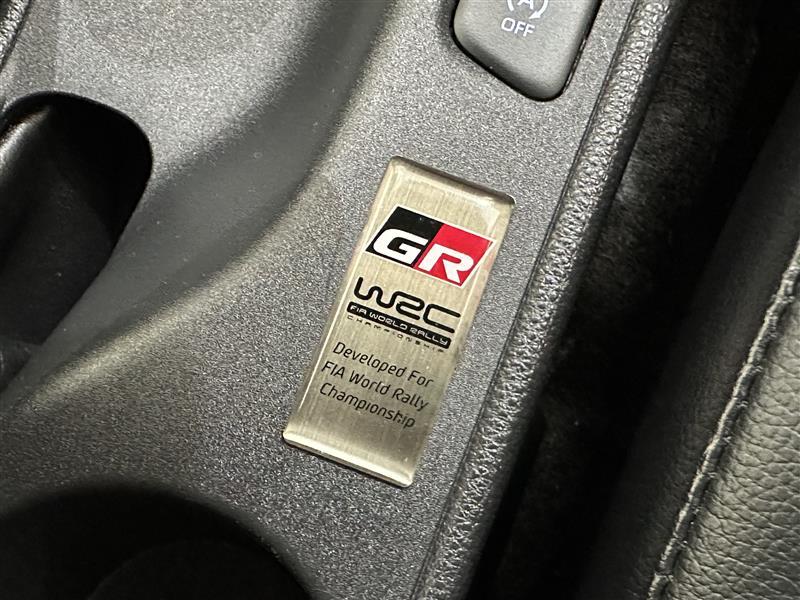 A
OFF
GR
WRC
FIA WORLD RALLY
CHAMPIONSHIP
Developed For
FIA World Rally
Championship